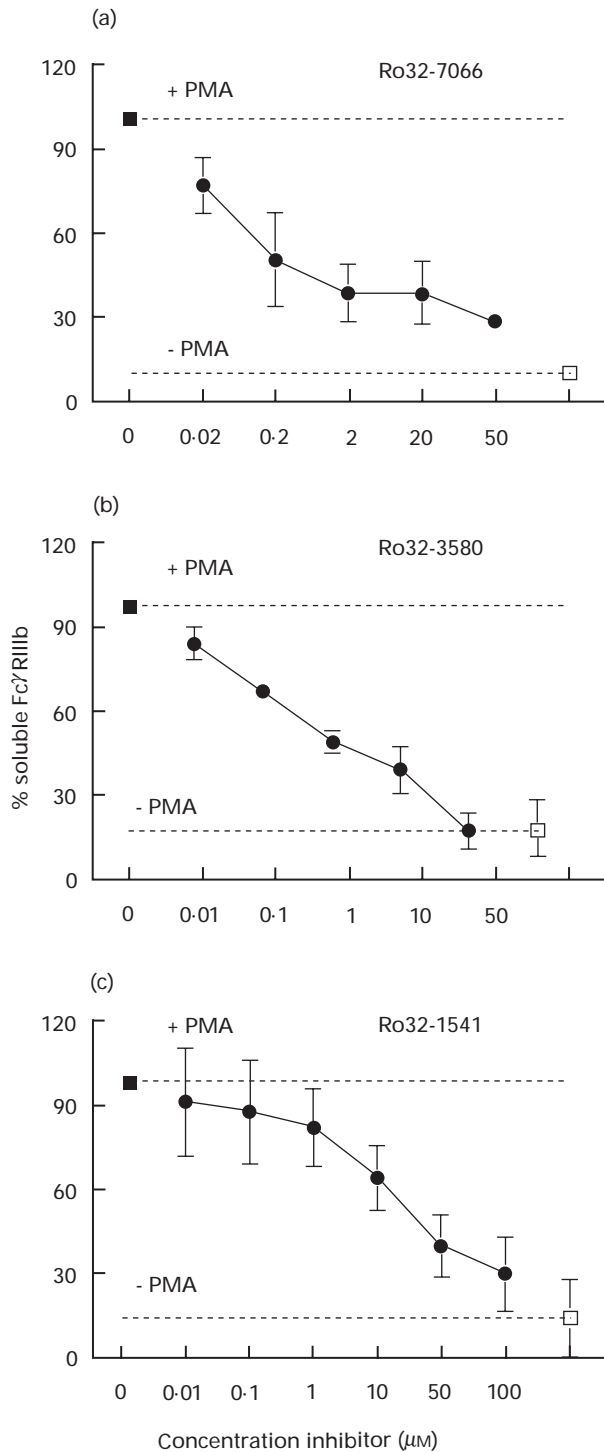 (a)
Ro32-7066
+ PMA
120
90
60
30
0
- PMA
0 0·02 0·2 2 20 50
(b)
Ro32-3580
+ PMA
120
90
60
30
0
- PMA
0 0·01 0·1 1 10 50
% soluble FcγRIIIb
(c)
Ro32-1541
+ PMA
120
90
60
30
0
- PMA
0 0·01 0·1 1 10 50 100
Concentration inhibitor (μM)